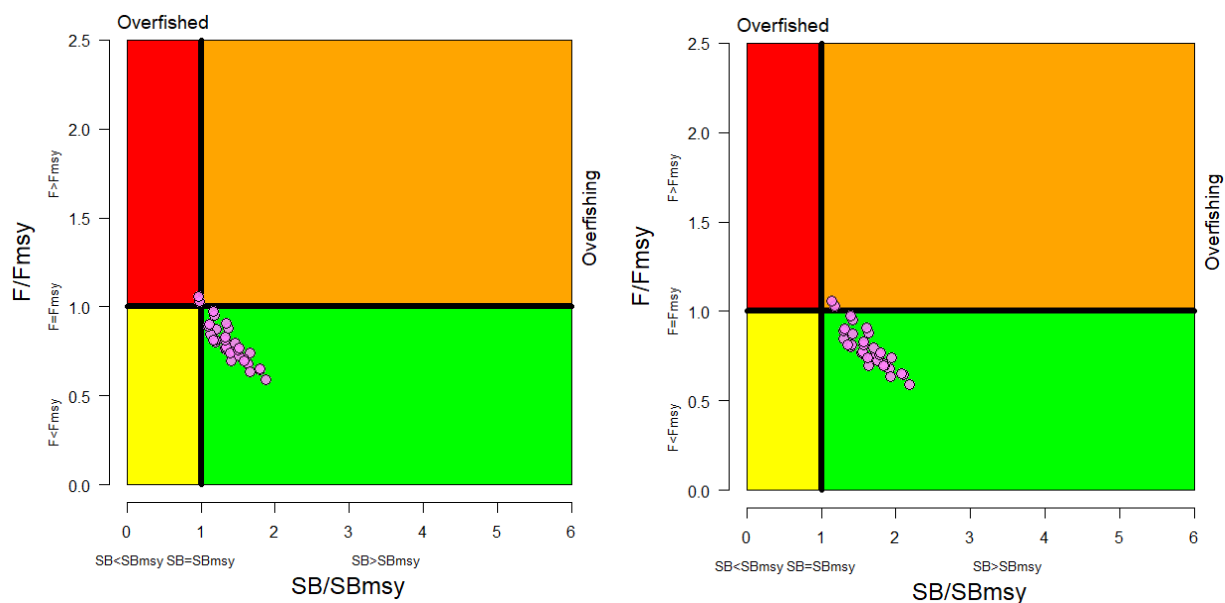 Overfished
2.5
2.0
1.5
1.0
0.5
0.0
F/Fmsy
F>Fmsy
F=Fmsy
F<Fmsy
Overfishing
0 1 2 3 4 5 6
SB<SBmsy SB=SBmsy SB>SBmsy
SB/SBmsy
Overfished
2.5
2.0
1.5
1.0
0.5
0.0
F/Fmsy
F>Fmsy
F=Fmsy
F<Fmsy
Overfishing
0 1 2 3 4 5 6
SB<SBmsy SB=SBmsy SB>SBmsy
SB/SBmsy